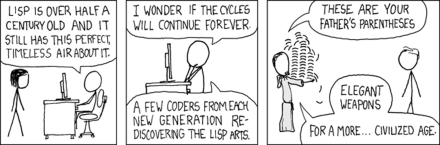 LISP IS OVER HALF A
CENTURY OLD AND IT
STILL HAS THIS PERFECT,
TIMELESS AIR ABOUT IT.
I WONDER IF THE CYCLES
WILL CONTINUE FOREVER.
A FEW CODERS FROM EACH
NEW GENERATION RE-
DISCOVERING THE LISP ARTS.
THESE ARE YOUR
FATHER'S PARENTHESES
ELEGANT
WEAPONS
FOR A MORE... CIVILIZED AGE.